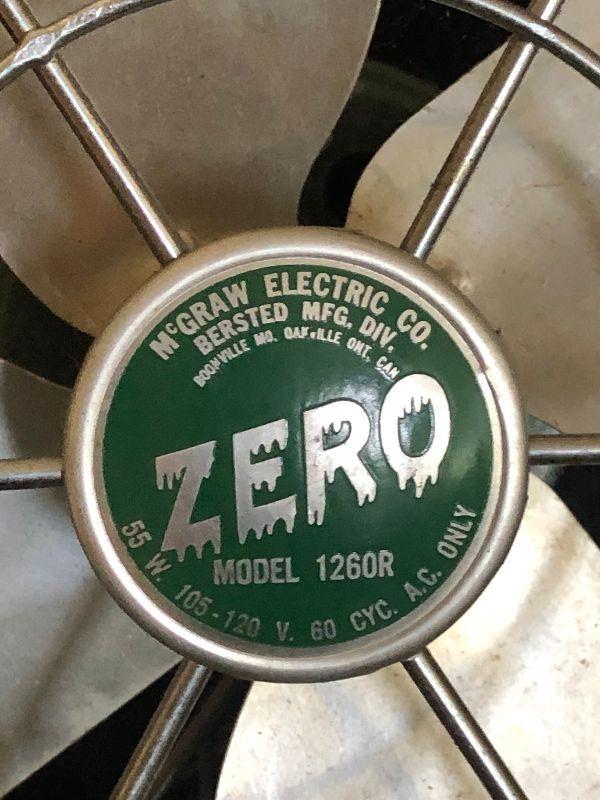 McGRAW ELECTRIC CO.
BERSTED MFG. DIV.
BOONVILLE MO. OAKVILLE ONT. CAN
ZERO
MODEL 1260R
55 W. 105-120 V. 60 CYC. A.C. ONLY